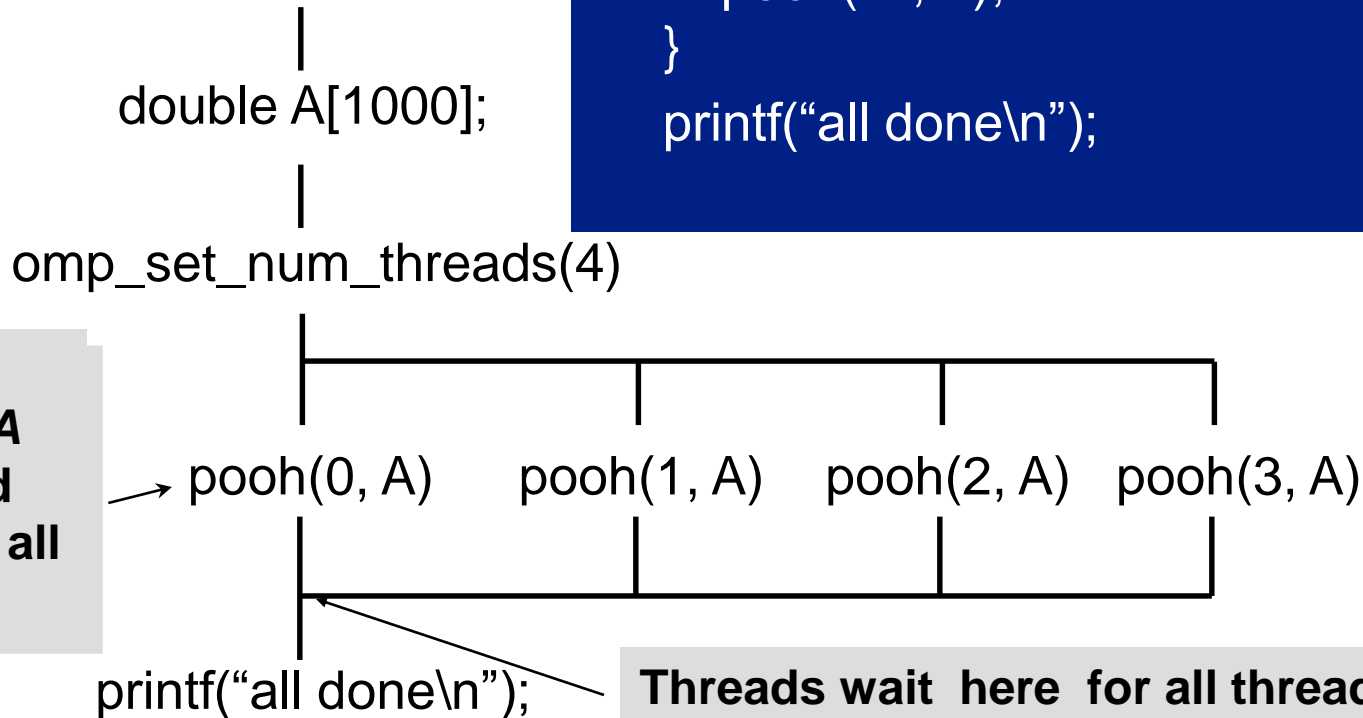 }
double A[1000];
printf(“all done\n”);
omp_set_num_threads(4)
A
all
pooh(0, A) pooh(1, A) pooh(2, A) pooh(3, A)
printf(“all done\n”);
Threads wait here for all